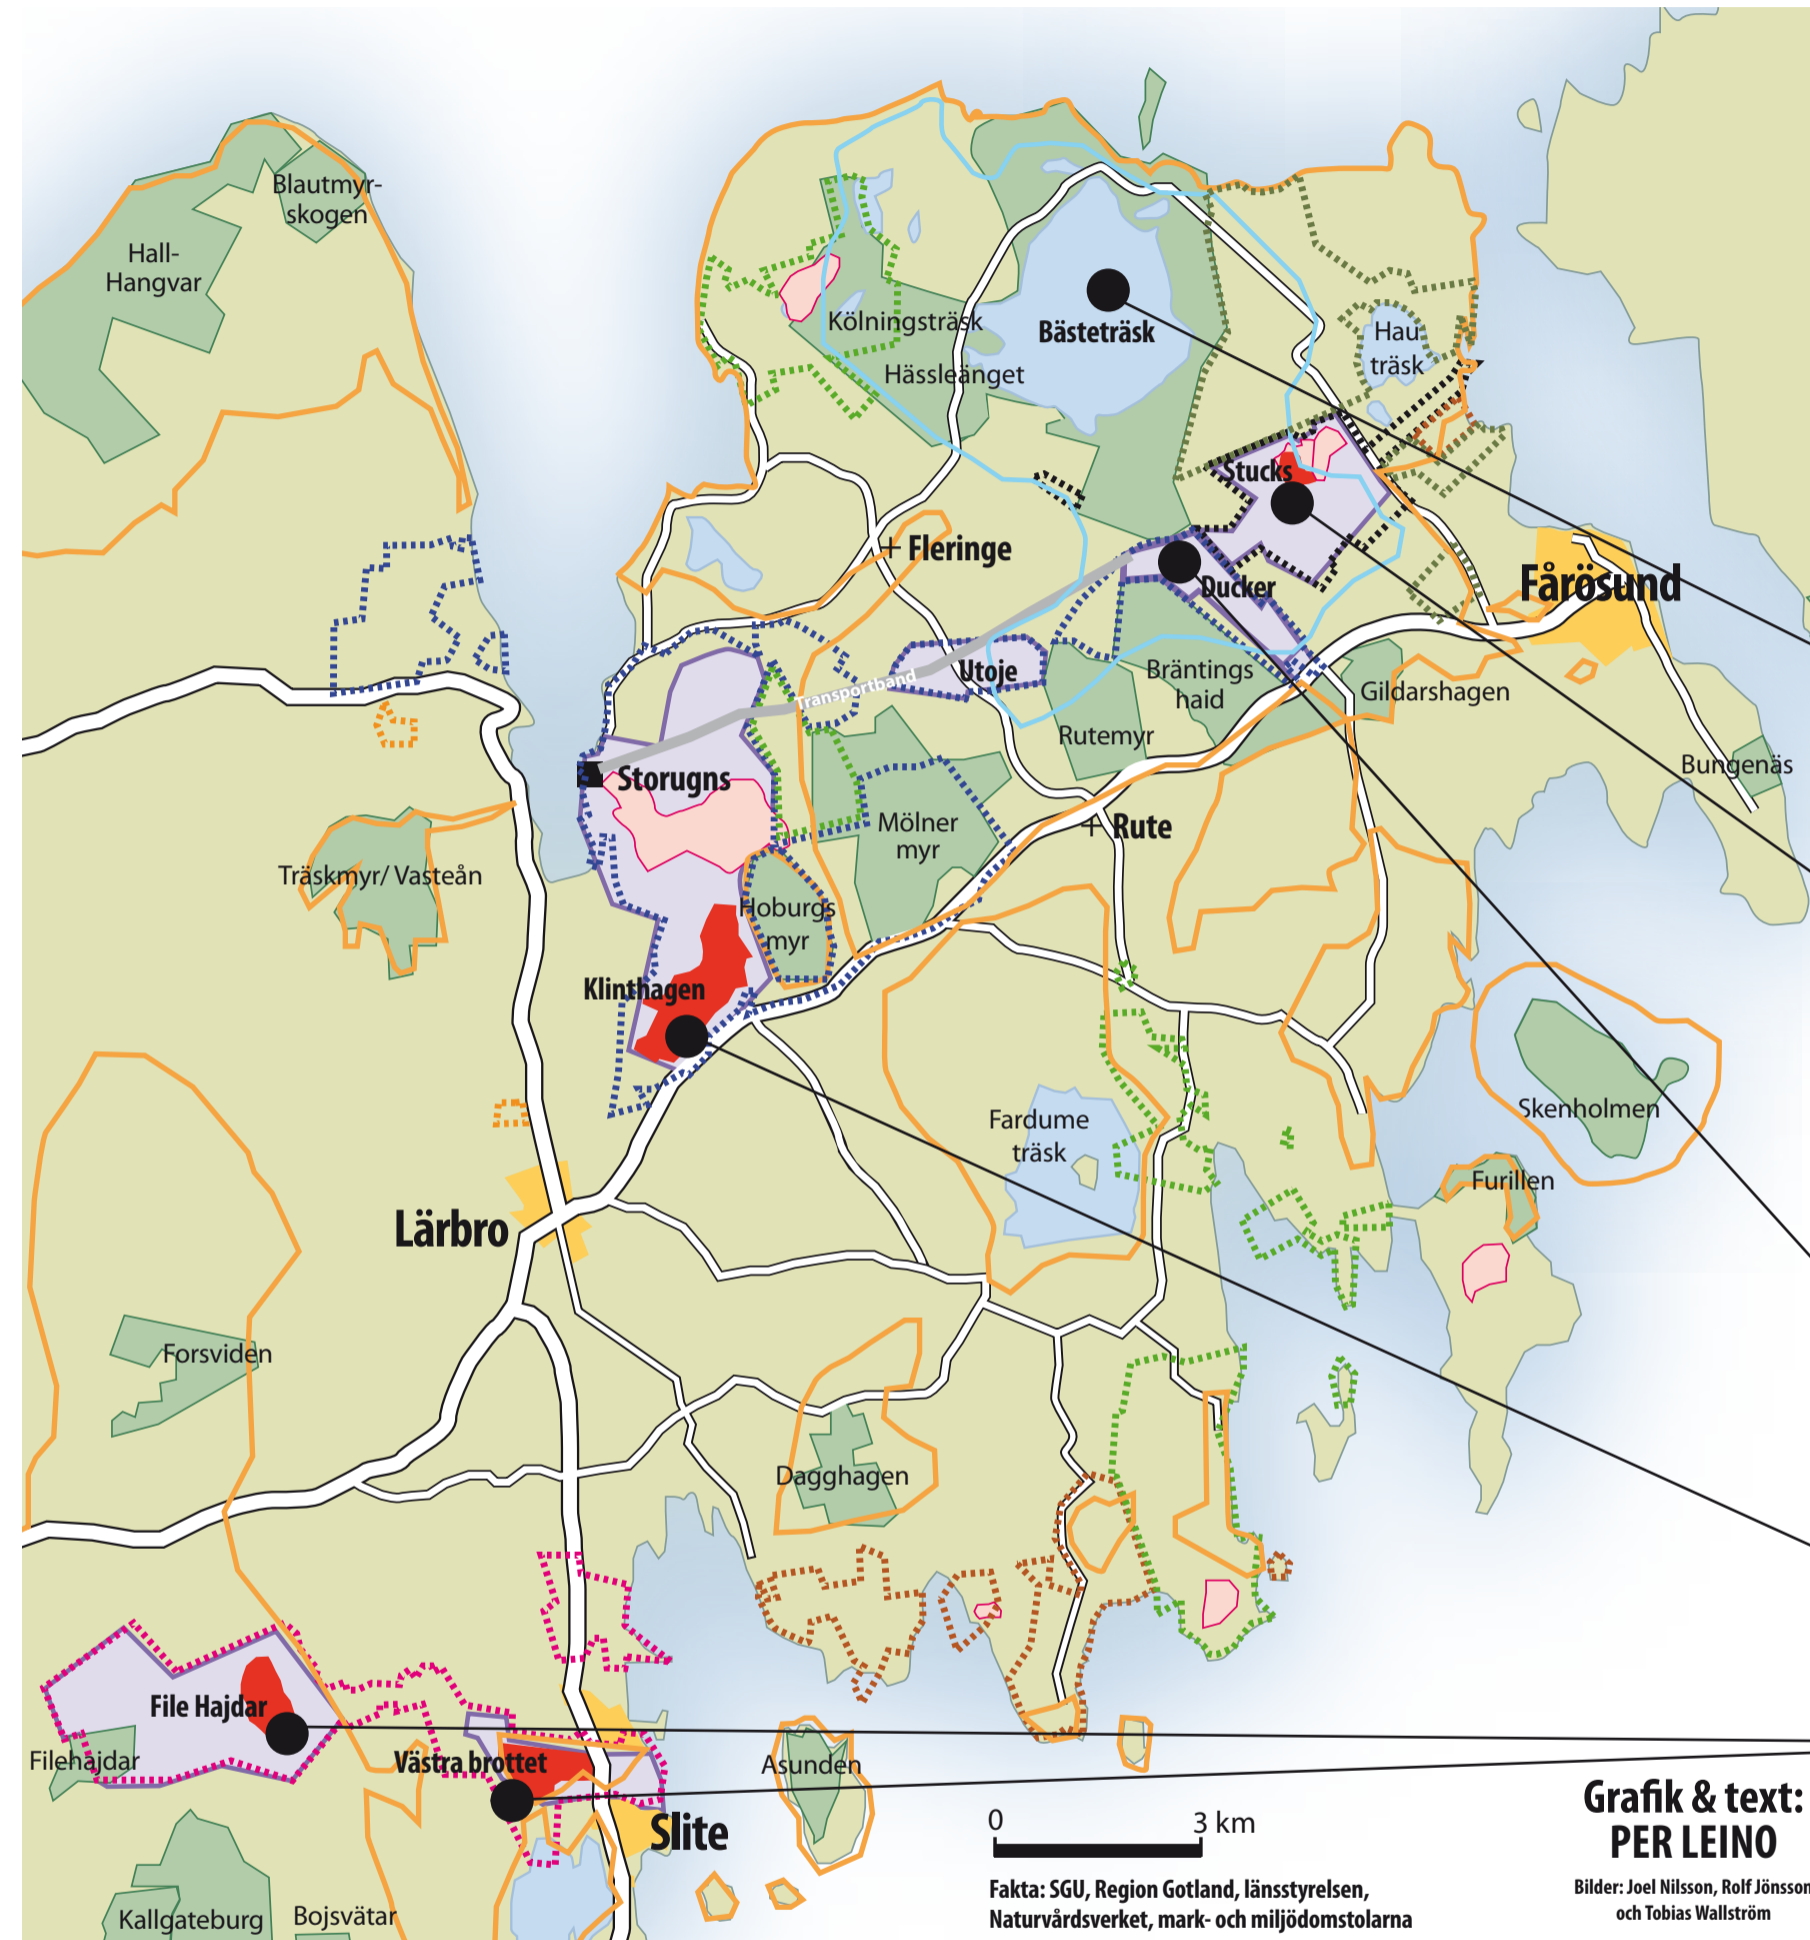 Blautmyr-
skogen
Hall-
Hangvar
Kölningsträsk
Hässleänget
Bästeträsk
Hau
träsk
Stucks
Fleringe
Ducker
Fårösund
Utoje
Transportband
Bräntings
haid
Gildarshagen
Rutemyr
Bungenäs
Storugns
Mölner
myr
Rute
Träskmyr/ Vasteån
Hoburgs
myr
Klinthagen
Fardume
träsk
Skenholmen
Furillen
Lärbro
Forsviden
Dagghagen
File Hajdar
Filehajdar
Västra brottet
Asunden
Slite
Kallgateburg
Bojsvätar
0 3 km
Fakta: SGU, Region Gotland, länsstyrelsen,
Naturvårdsverket, mark- och miljödomstolarna
Grafik & text:
PER LEINO
Bilder: Joel Nilsson, Rolf Jönsson
och Tobias Wallström